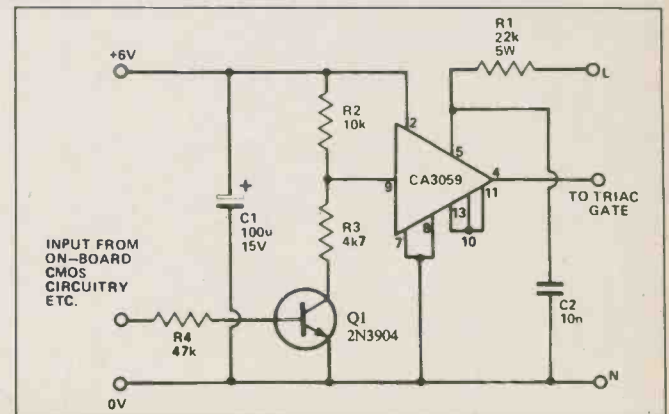 +6V
R1
22k
5W
L
R2
10k
2
5
9
CA3059
4
11
13
10
7
8
TO TRIAC
GATE
+
C1
100u
15V
R3
4k7
INPUT FROM
ON–BOARD
CMOS
CIRCUITRY
ETC.
Q1
2N3904
C2
10n
R4
47k
0V
N